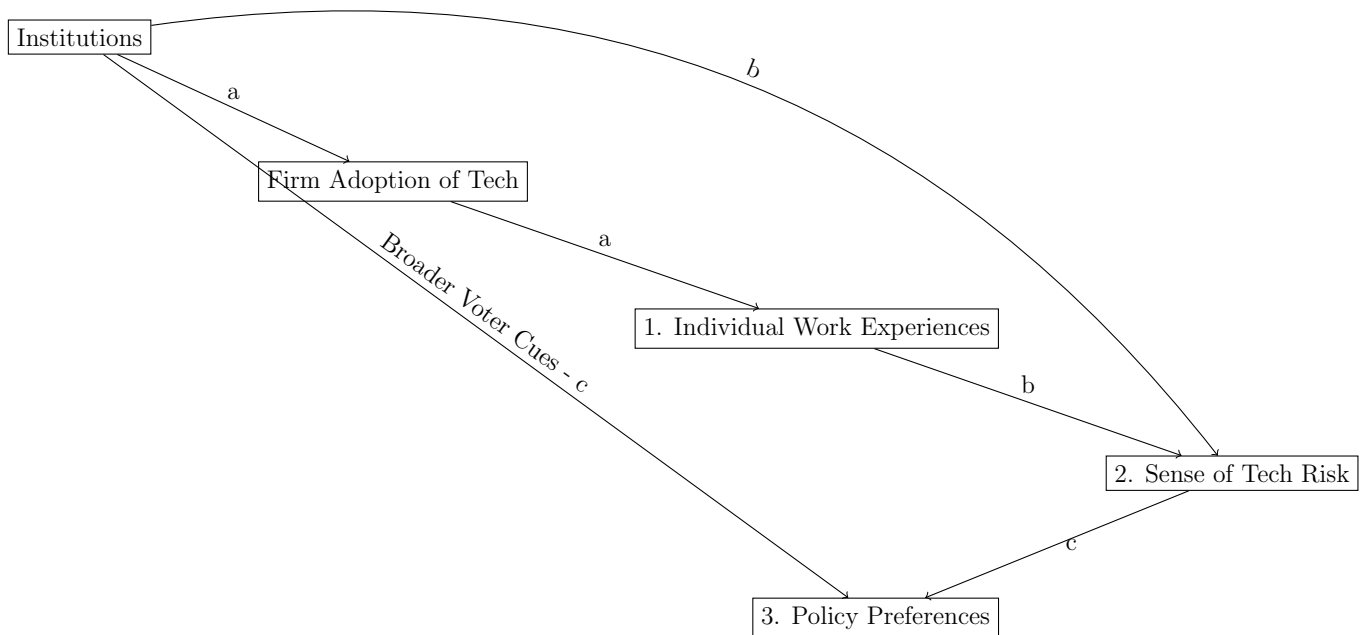 Institutions
b
a
Firm Adoption of Tech
a
Broader Voter Cues - c
1. Individual Work Experiences
b
2. Sense of Tech Risk
c
3. Policy Preferences